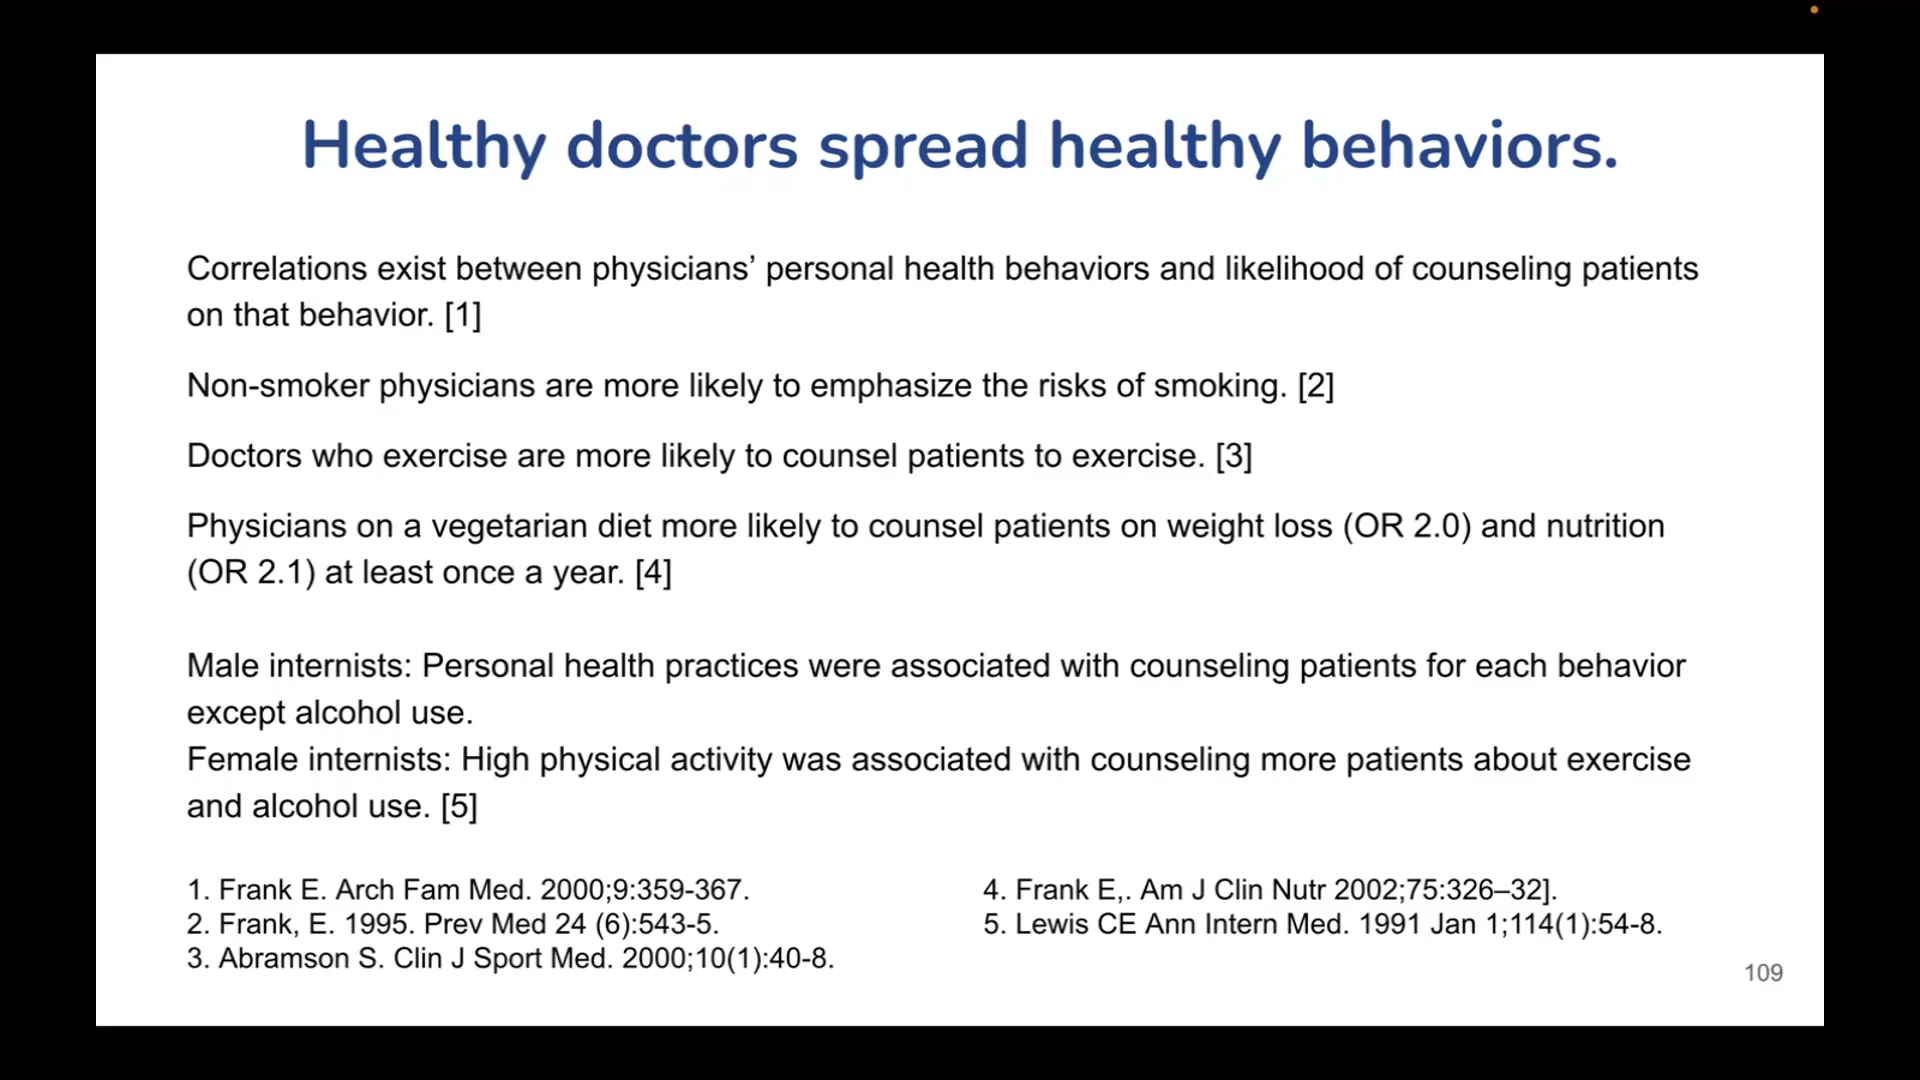 Healthy doctors spread healthy behaviors.
Correlations exist between physicians’ personal health behaviors and likelihood of counseling patients
on that behavior. [1]
Non-smoker physicians are more likely to emphasize the risks of smoking. [2]
Doctors who exercise are more likely to counsel patients to exercise. [3]
Physicians on a vegetarian diet more likely to counsel patients on weight loss (OR 2.0) and nutrition
(OR 2.1) at least once a year. [4]
Male internists: Personal health practices were associated with counseling patients for each behavior
except alcohol use.
Female internists: High physical activity was associated with counseling more patients about exercise
and alcohol use. [5]
1. Frank E. Arch Fam Med. 2000;9:359-367.
2. Frank, E. 1995. Prev Med 24 (6):543-5.
3. Abramson S. Clin J Sport Med. 2000;10(1):40-8.
4. Frank E,. Am J Clin Nutr 2002;75:326–32].
5. Lewis CE Ann Intern Med. 1991 Jan 1;114(1):54-8.
109